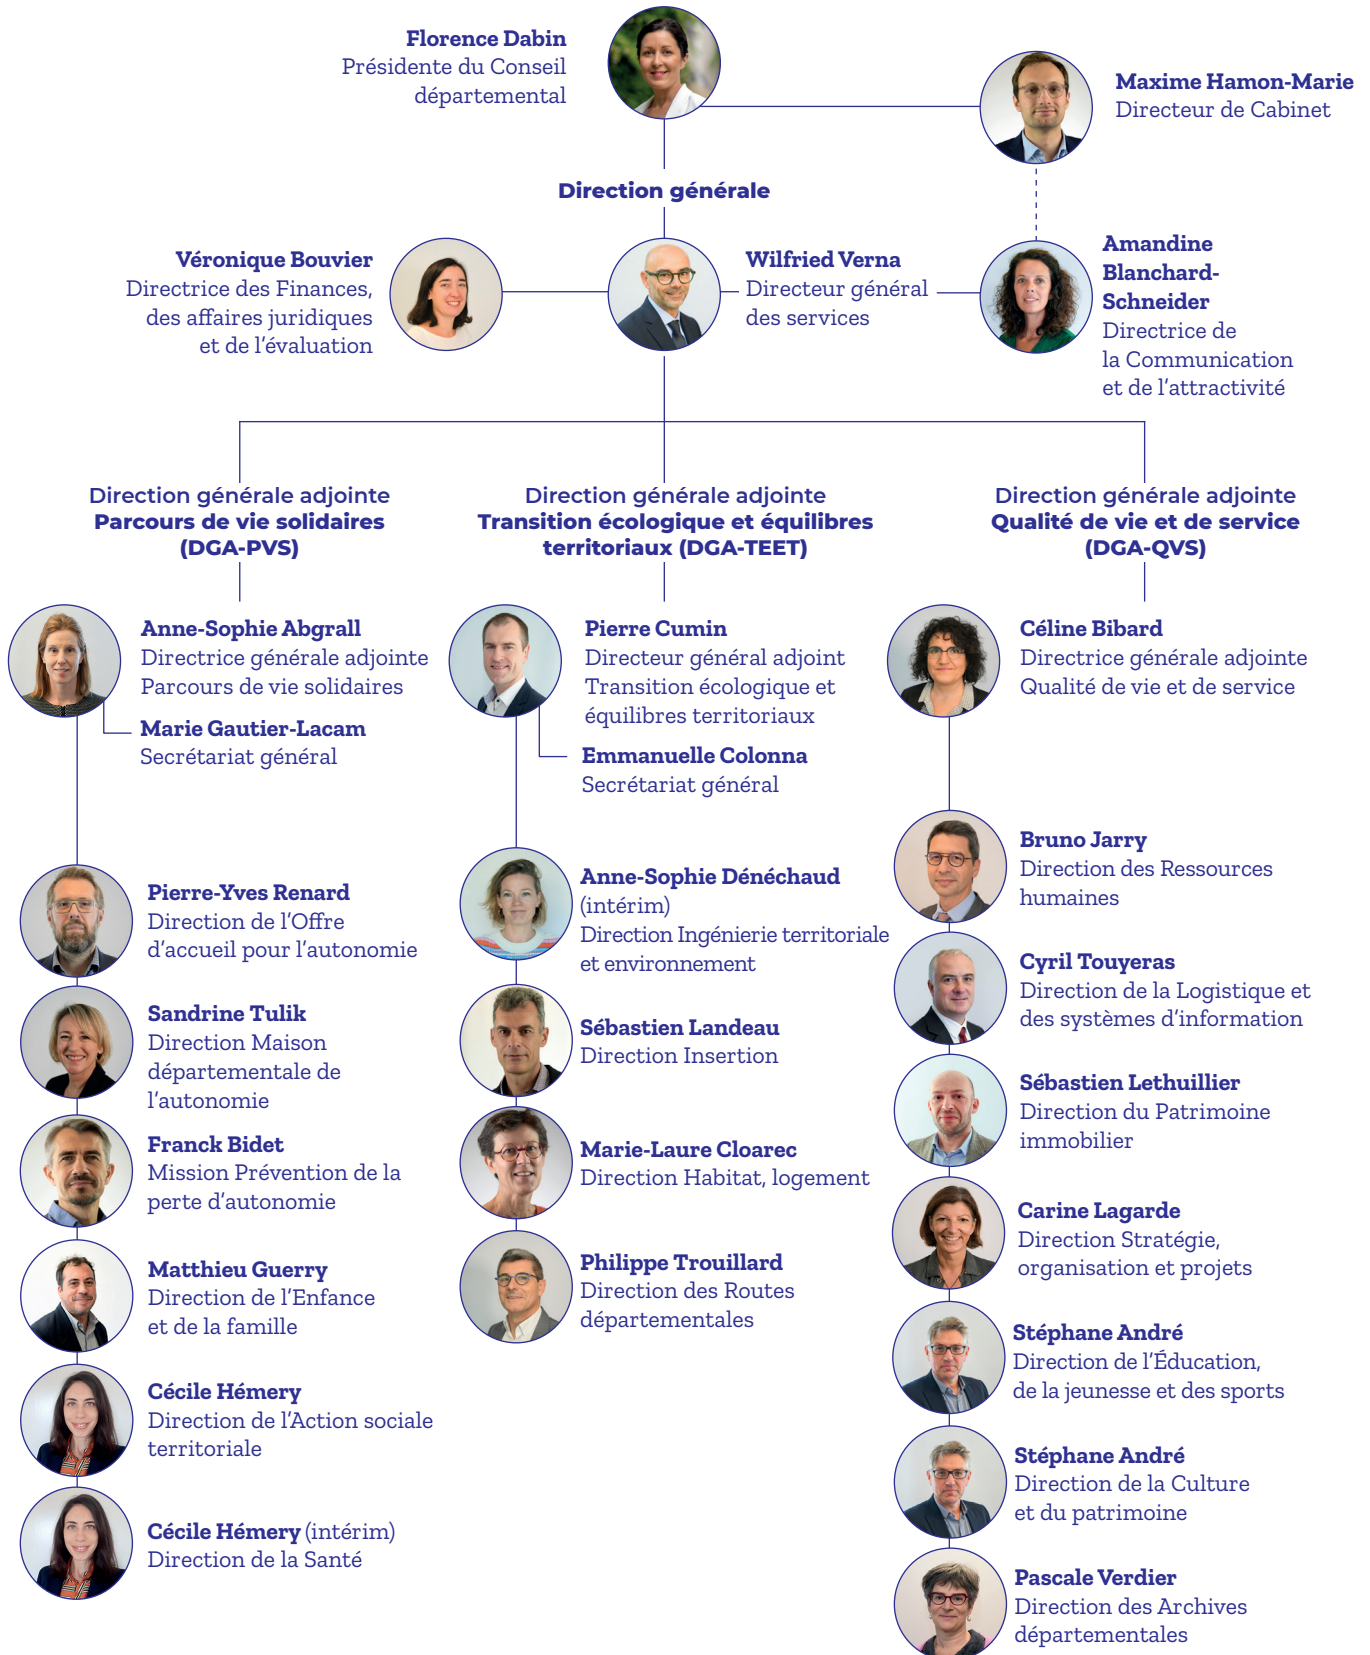 Florence Dabin
Présidente du Conseil
départemental
Maxime Hamon-Marie
Directeur de Cabinet
Direction générale
Véronique Bouvier
Directrice des Finances,
des affaires juridiques
et de l’évaluation
Wilfried Verna
Directeur général
des services
Amandine
Blanchard-
Schneider
Directrice de
la Communication
et de l’attractivité
Direction générale adjointe
Parcours de vie solidaires
(DGA-PVS)
Anne-Sophie Abgrall
Directrice générale adjointe
Parcours de vie solidaires
Marie Gautier-Lacam
Secrétariat général
Pierre-Yves Renard
Direction de l’Offre
d’accueil pour l’autonomie
Sandrine Tulik
Direction Maison
départementale de
l’autonomie
Franck Bidet
Mission Prévention de la
perte d’autonomie
Matthieu Guerry
Direction de l’Enfance
et de la famille
Cécile Hémery
Direction de l’Action sociale
territoriale
Cécile Hémery (intérim)
Direction de la Santé
Direction générale adjointe
Transition écologique et équilibres
territoriaux (DGA-TEET)
Pierre Cumin
Directeur général adjoint
Transition écologique et
équilibres territoriaux
Emmanuelle Colonna
Secrétariat général
Anne-Sophie Dénéchaud
(intérim)
Direction Ingénierie territoriale
et environnement
Sébastien Landeau
Direction Insertion
Marie-Laure Cloarec
Direction Habitat, logement
Philippe Trouillard
Direction des Routes
départementales
Direction générale adjointe
Qualité de vie et de service
(DGA-QVS)
Céline Bibard
Directrice générale adjointe
Qualité de vie et de service
Bruno Jarry
Direction des Ressources
humaines
Cyril Touyeras
Direction de la Logistique et
des systèmes d’information
Sébastien Lethuillier
Direction du Patrimoine
immobilier
Carine Lagarde
Direction Stratégie,
organisation et projets
Stéphane André
Direction de l’Éducation,
de la jeunesse et des sports
Stéphane André
Direction de la Culture
et du patrimoine
Pascale Verdier
Direction des Archives
départementales